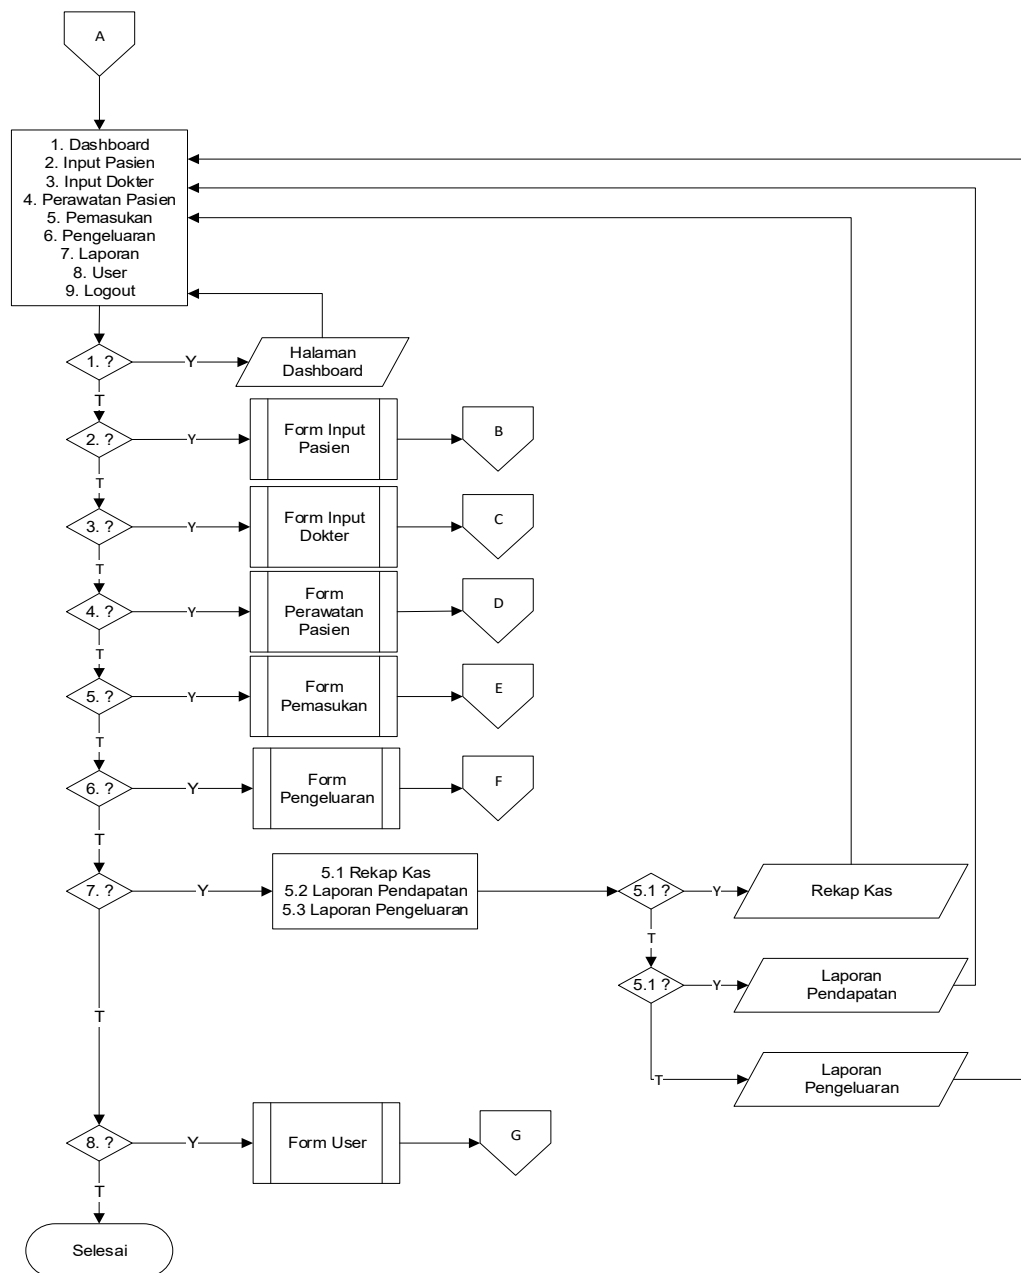 A
1. Dashboard
2. Input Pasien
3. Input Dokter
4. Perawatan Pasien
5. Pemasukan
6. Pengeluaran
7. Laporan
8. User
9. Logout
1. ?
Y
Halaman
Dashboard
T
2. ?
Y
Form Input
Pasien
B
T
3. ?
Y
Form Input
Dokter
C
T
4. ?
Y
Form
Perawatan
Pasien
D
T
5. ?
Y
Form
Pemasukan
E
T
6. ?
Y
Form
Pengeluaran
F
T
7. ?
Y
5.1 Rekap Kas
5.2 Laporan Pendapatan
5.3 Laporan Pengeluaran
5.1 ?
Y
Rekap Kas
T
5.1 ?
Y
Laporan
Pendapatan
T
T
Laporan
Pengeluaran
8. ?
Y
Form User
G
T
Selesai